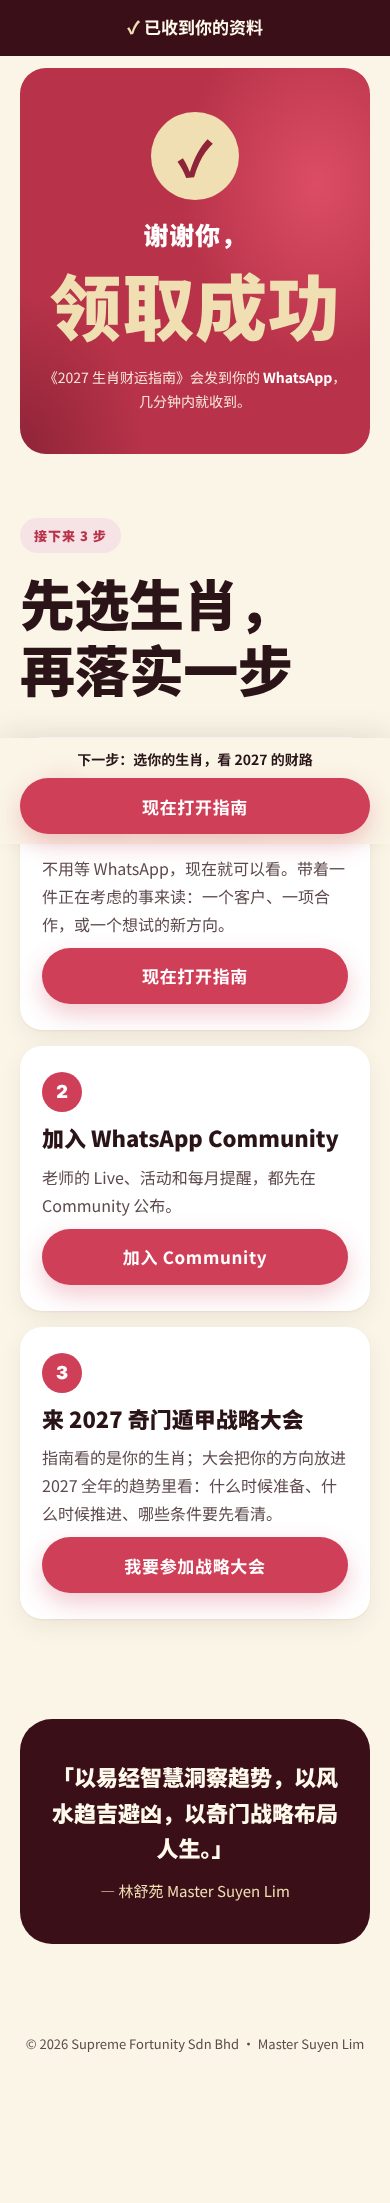 ✓ 已收到你的资料
✓
谢谢你，
领取成功
《2027 生肖财运指南》会发到你的 WhatsApp，
几分钟内就收到。
接下来 3 步
先选生肖，
再落实一步
下一步：选你的生肖，看 2027 的财路
现在打开指南
不用等 WhatsApp，现在就可以看。带着一
件正在考虑的事来读：一个客户、一项合
作，或一个想试的新方向。
现在打开指南
2
加入 WhatsApp Community
老师的 Live、活动和每月提醒，都先在
Community 公布。
加入 Community
3
来 2027 奇门遁甲战略大会
指南看的是你的生肖；大会把你的方向放进
2027 全年的趋势里看：什么时候准备、什
么时候推进、哪些条件要先看清。
我要参加战略大会
「以易经智慧洞察趋势，以风
水趋吉避凶，以奇门战略布局
人生。」
— 林舒苑 Master Suyen Lim
© 2026 Supreme Fortunity Sdn Bhd · Master Suyen Lim